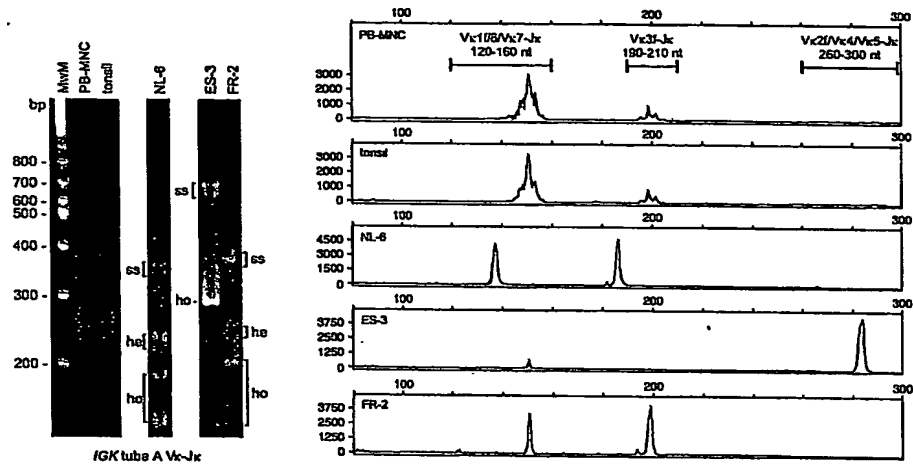 MwM
PB-MNC
tonsil
NL-6
ES-3
FR-2
bp
800
700
600
500
400
300
200
ss
he
ho
ss
ho
ss
he
ho
IGK tube A Vκ-Jκ
80 200 300
PB-MNC
Vκ1f/6/Vκ7-Jκ
120-160 nt
Vκ3f-Jκ
190-210 nt
Vκ2f/Vκ4/Vκ5-Jκ
260-300 nt
3000
2000
1000
0
100 200 300
tonsil
3000
2000
1000
0
80 200 300
NL-6
4500
3000
1500
0
100 200 300
ES-3
3750
2500
1250
0
100 200 300
FR-2
3750
2500
1250
0